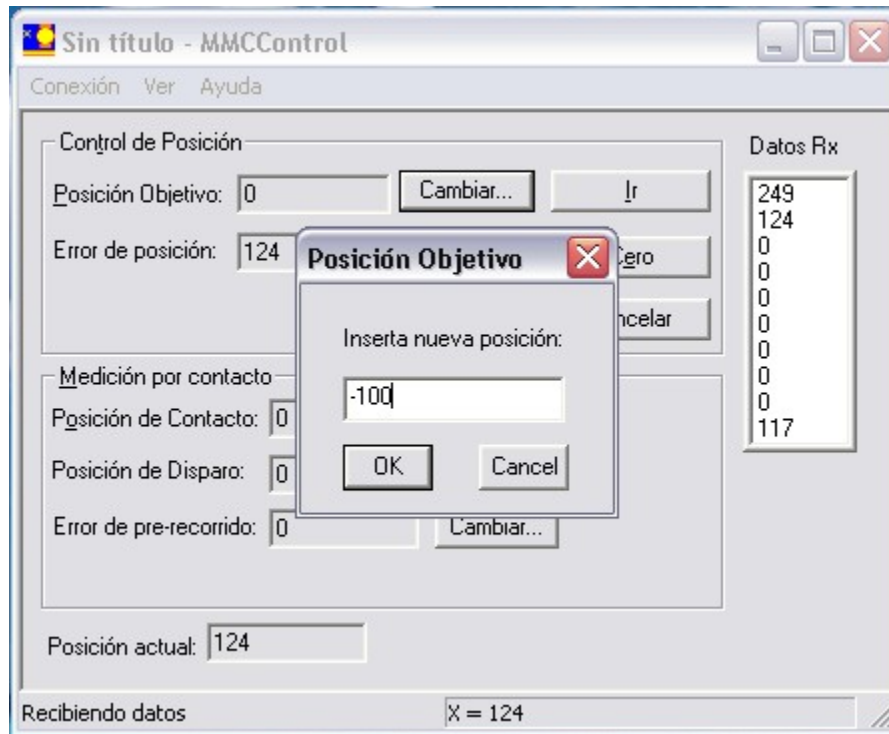 Sin título - MMCControl
Conexión Ver Ayuda
Control de Posición
Posición Objetivo: 0 Cambiar... Ir
Error de posición: 124
Posición Objetivo
Inserta nueva posición:
-100
OK Cancel
Medición por contacto
Posición de Contacto: 0
Posición de Disparo: 0
Error de pre-recorrido: 0 Cambiar...
Posición actual: 124
Datos Rx
249
124
0
0
0
0
0
0
0
117
Recibiendo datos X = 124